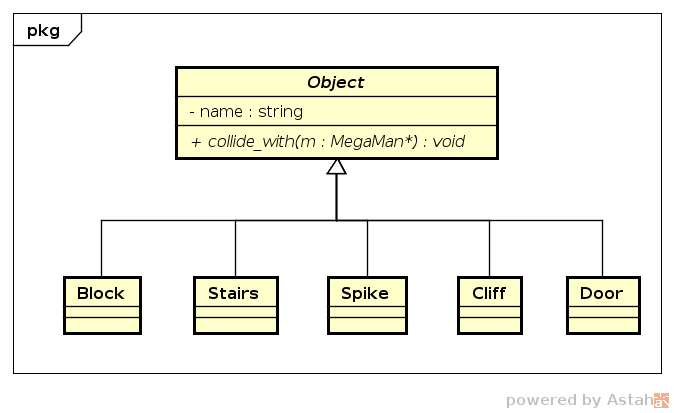 pkg
Object
- name : string
+ collide_with(m : MegaMan*) : void
Block Stairs Spike Cliff Door
powered by Astah